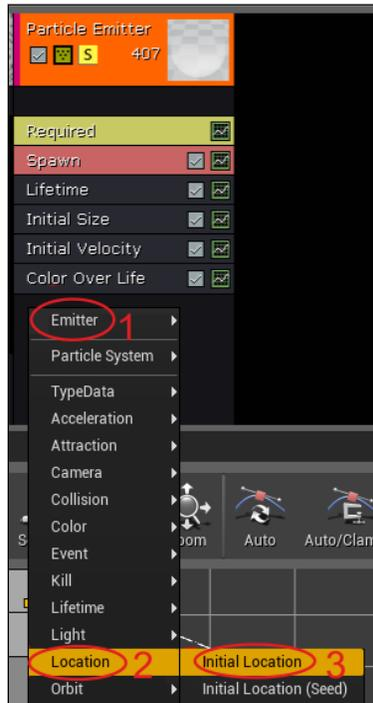 Particle Emitter
S 407
Required
Spawn
Lifetime
Initial Size
Initial Velocity
Color Over Life
Emitter 1
Particle System
TypeData
Acceleration
Attraction
Camera
Collision
Color
Auto Auto/Clam
Event
Kill
Lifetime
Light
Location 2 Initial Location 3
Orbit Initial Location (Seed)